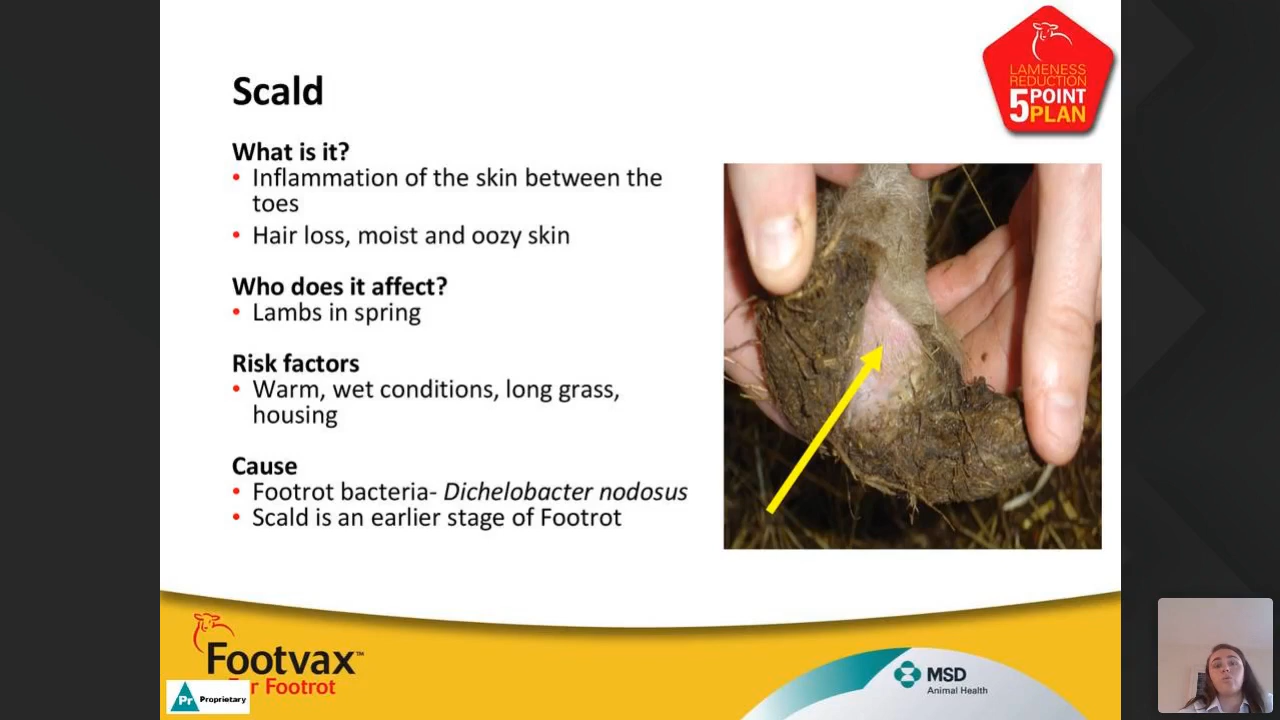 Scald
LAMENESS
REDUCTION
5 POINT
PLAN
What is it?
• Inflammation of the skin between the
toes
• Hair loss, moist and oozy skin
Who does it affect?
• Lambs in spring
Risk factors
• Warm, wet conditions, long grass,
housing
Cause
• Footrot bacteria- Dichelobacter nodosus
• Scald is an earlier stage of Footrot
Footvax™
For Footrot
Pr Proprietary
MSD
Animal Health